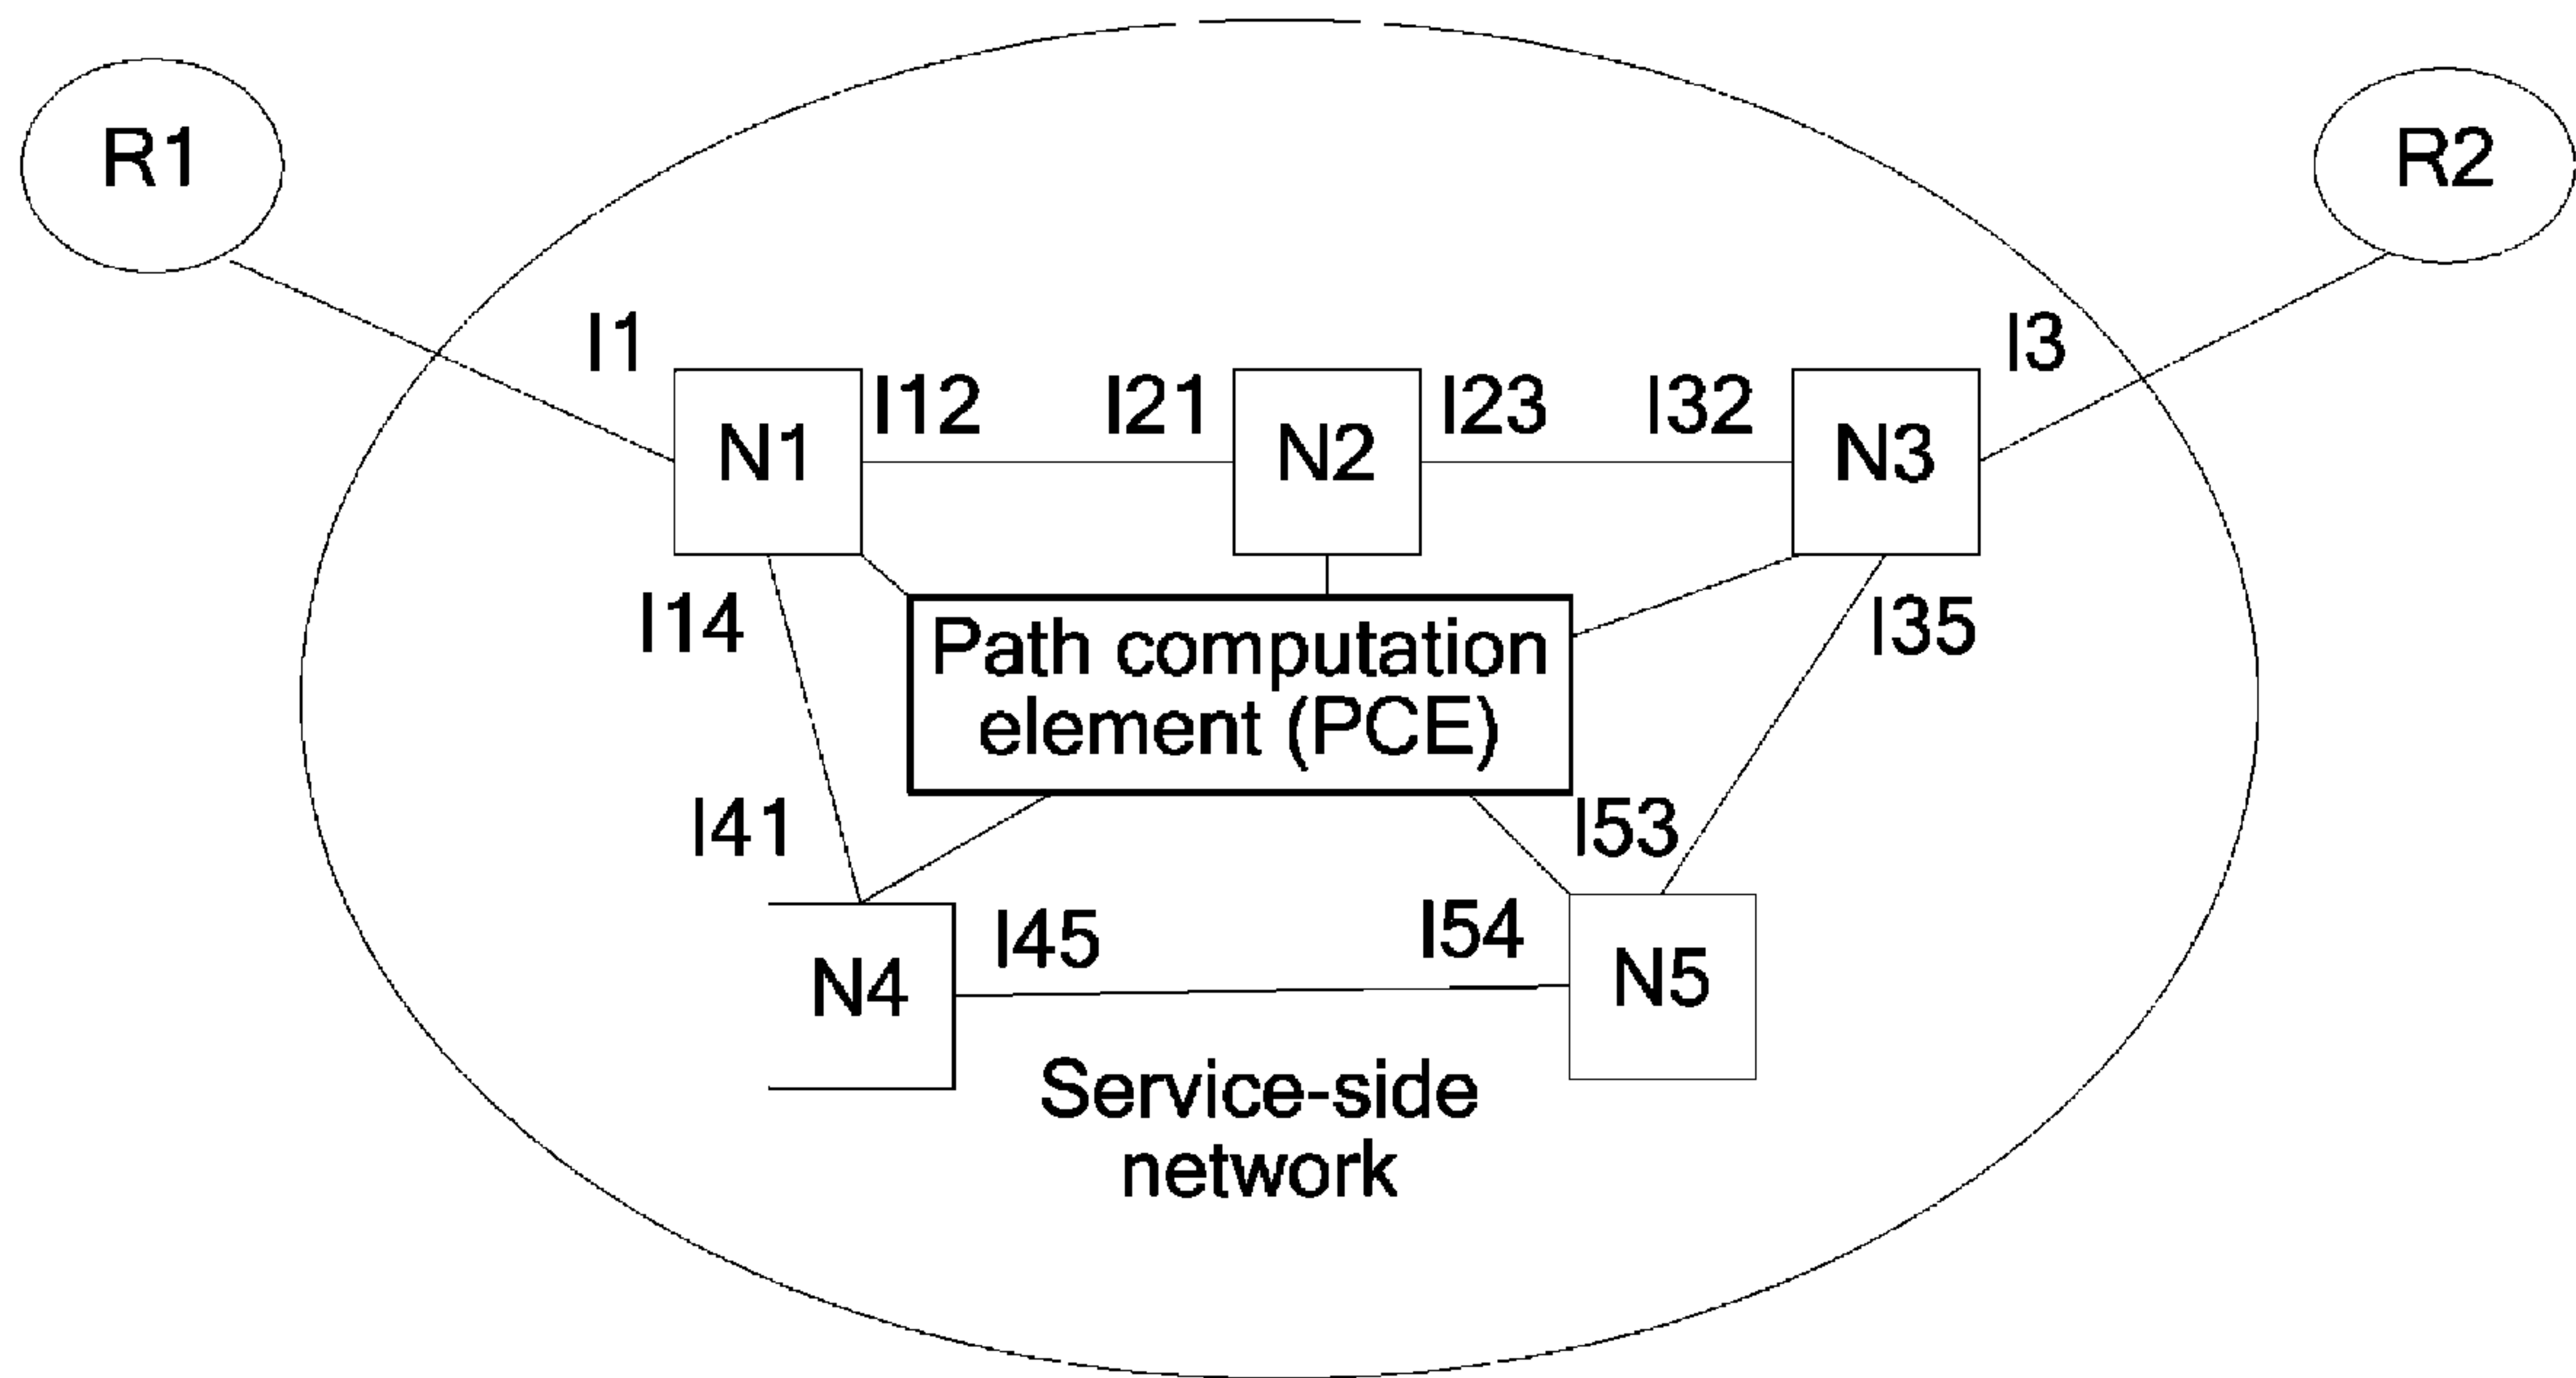 R1
R2
I1
I3
N1
I12
I21
N2
I23
I32
N3
I14
Path computation
element (PCE)
I35
I41
I53
N4
I45
I54
N5
Service-side
network